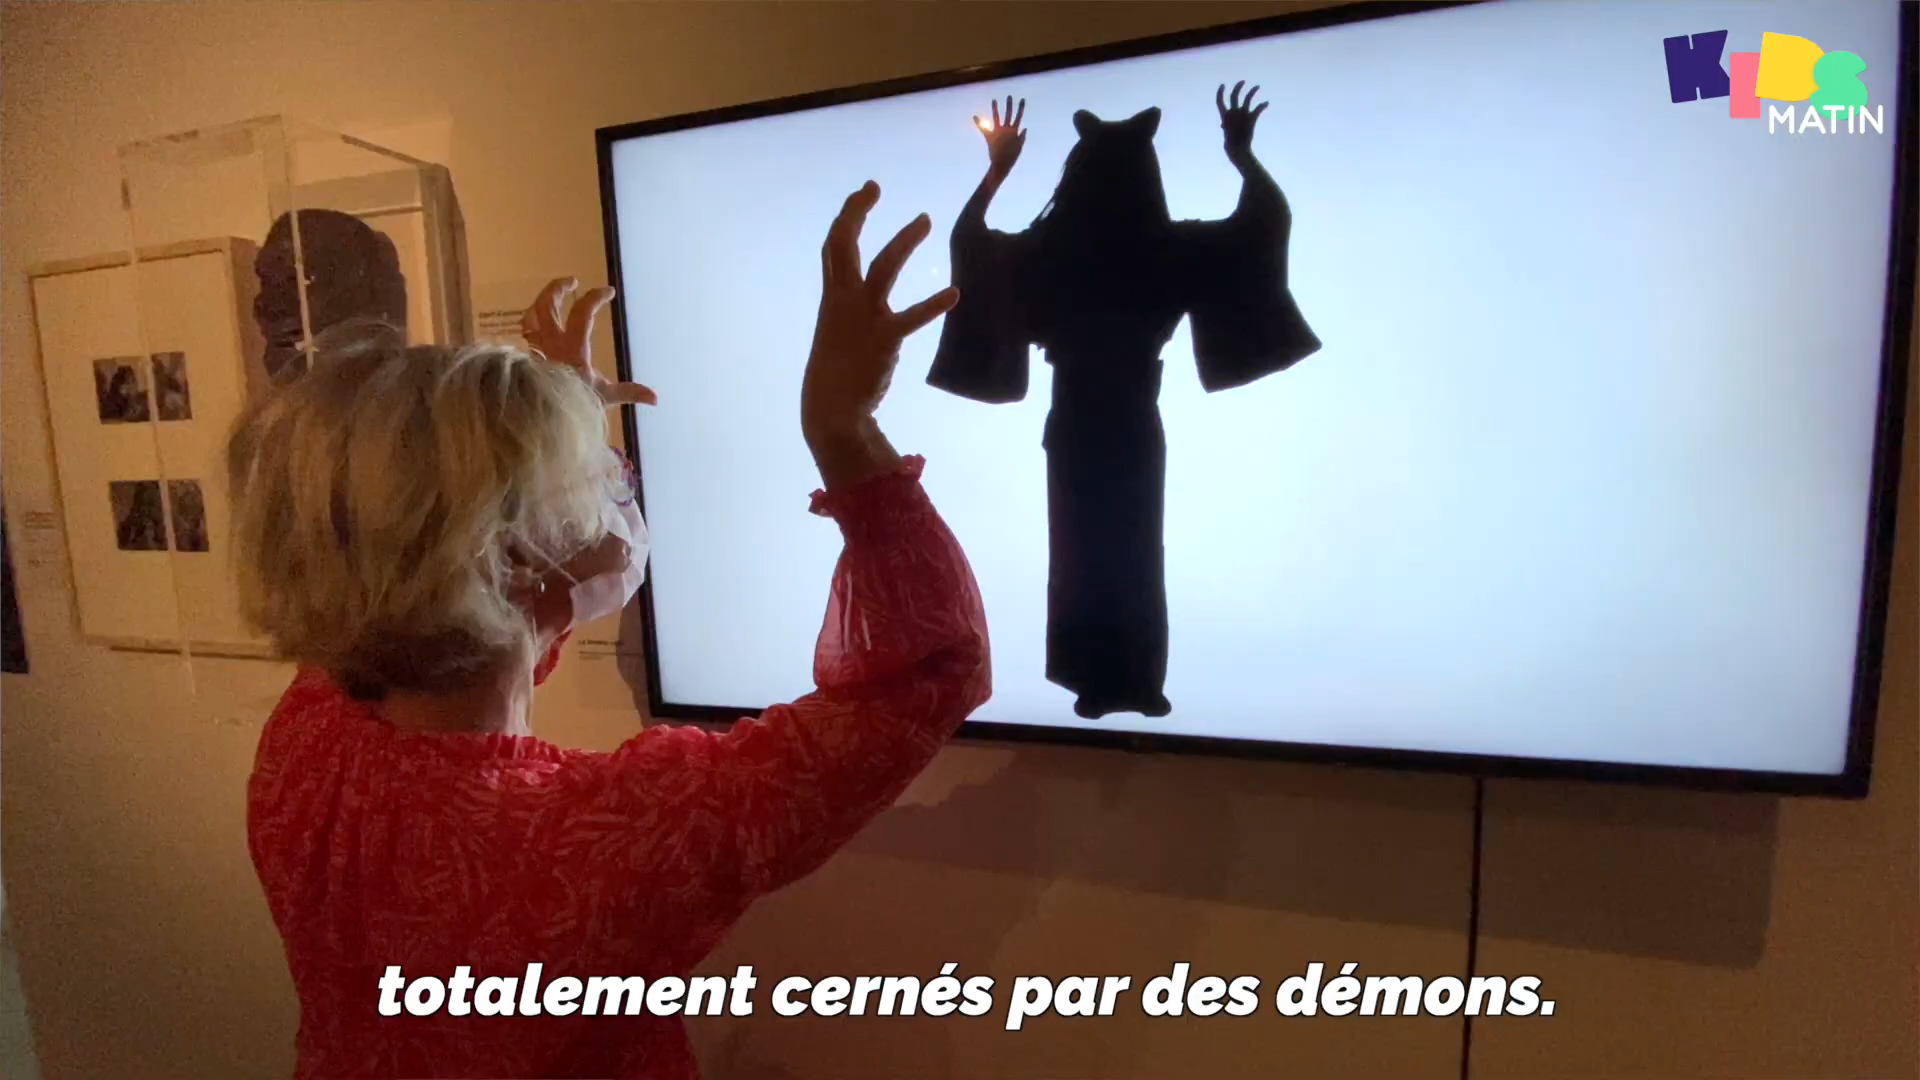 KIDS
MATIN
totalement cernés par des démons.